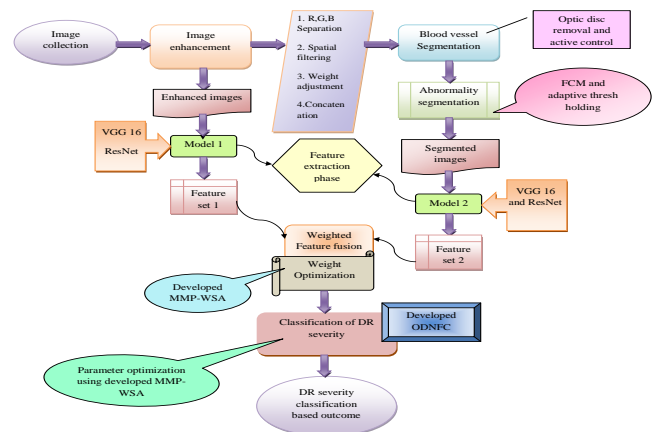 Image
collection
Image
enhancement
1. R,G,B
Separation
2. Spatial
filtering
3. Weight
adjustment
4.Concaten
ation
Blood vessel
Segmentation
Optic disc
removal and
active control
Enhanced images
Abnormality
segmentation
FCM and
adaptive thresh
holding
VGG 16
ResNet
Model 1
Feature
extraction
phase
Segmented
images
Feature
set 1
Model 2
VGG 16
and ResNet
Weighted
Feature fusion
Weight
Optimization
Feature
set 2
Developed
MMP-WSA
Classification of DR
severity
Developed
ODNFC
Parameter optimization
using developed MMP-
WSA
DR severity
classification
based outcome